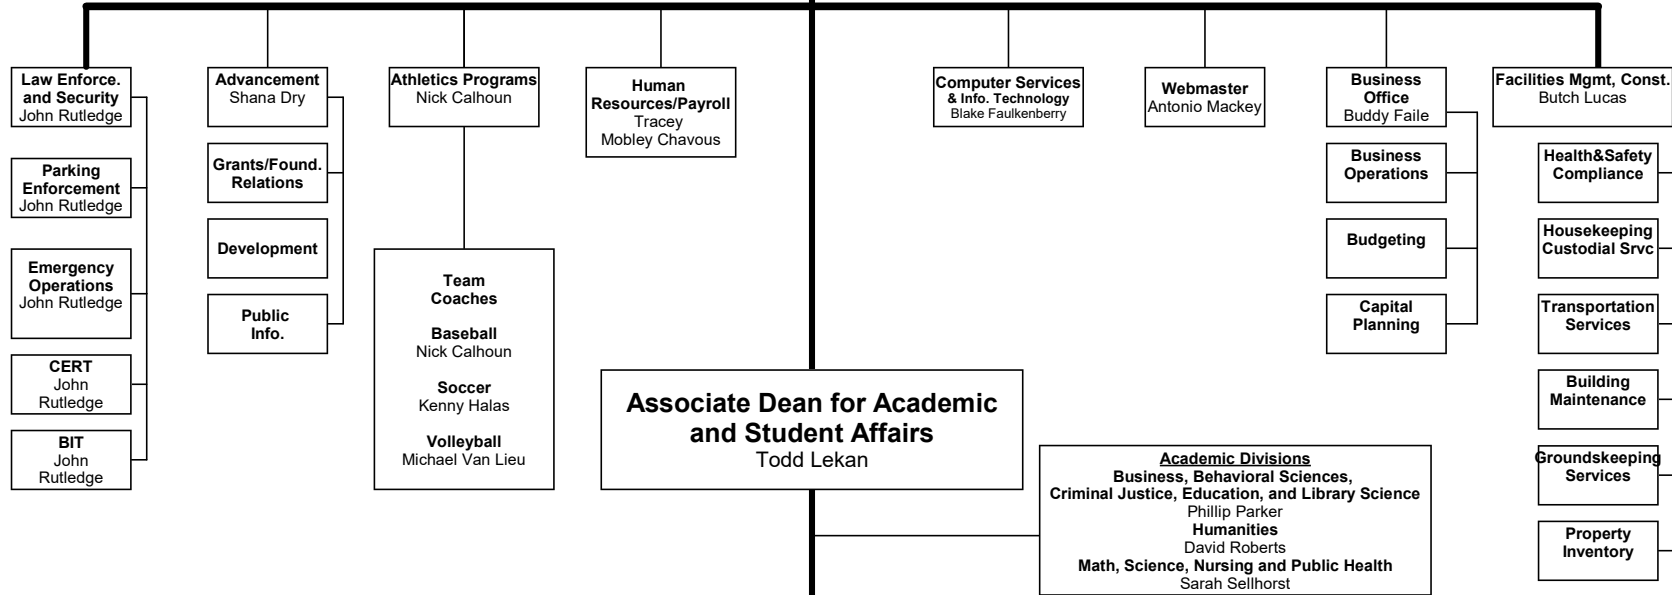 Law Enforce.
and Security
John Rutledge
Parking
Enforcement
John Rutledge
Emergency
Operations
John Rutledge
CERT
John
Rutledge
BIT
John
Rutledge
Advancement
Shana Dry
Grants/Found.
Relations
Development
Public
Info.
Athletics Programs
Nick Calhoun
Team
Coaches
Baseball
Nick Calhoun
Soccer
Kenny Halas
Volleyball
Michael Van Lieu
Human
Resources/Payroll
Tracey
Mobley Chavous
Computer Services
& Info. Technology
Blake Faulkenberry
Webmaster
Antonio Mackey
Business
Office
Buddy Faile
Business
Operations
Budgeting
Capital
Planning
Facilities Mgmt, Const.
Butch Lucas
Health&Safety
Compliance
Housekeeping
Custodial Srvc
Transportation
Services
Building
Maintenance
Groundskeeping
Services
Property
Inventory
Associate Dean for Academic
and Student Affairs
Todd Lekan
Academic Divisions
Business, Behavioral Sciences,
Criminal Justice, Education, and Library Science
Phillip Parker
Humanities
David Roberts
Math, Science, Nursing and Public Health
Sarah Sellhorst